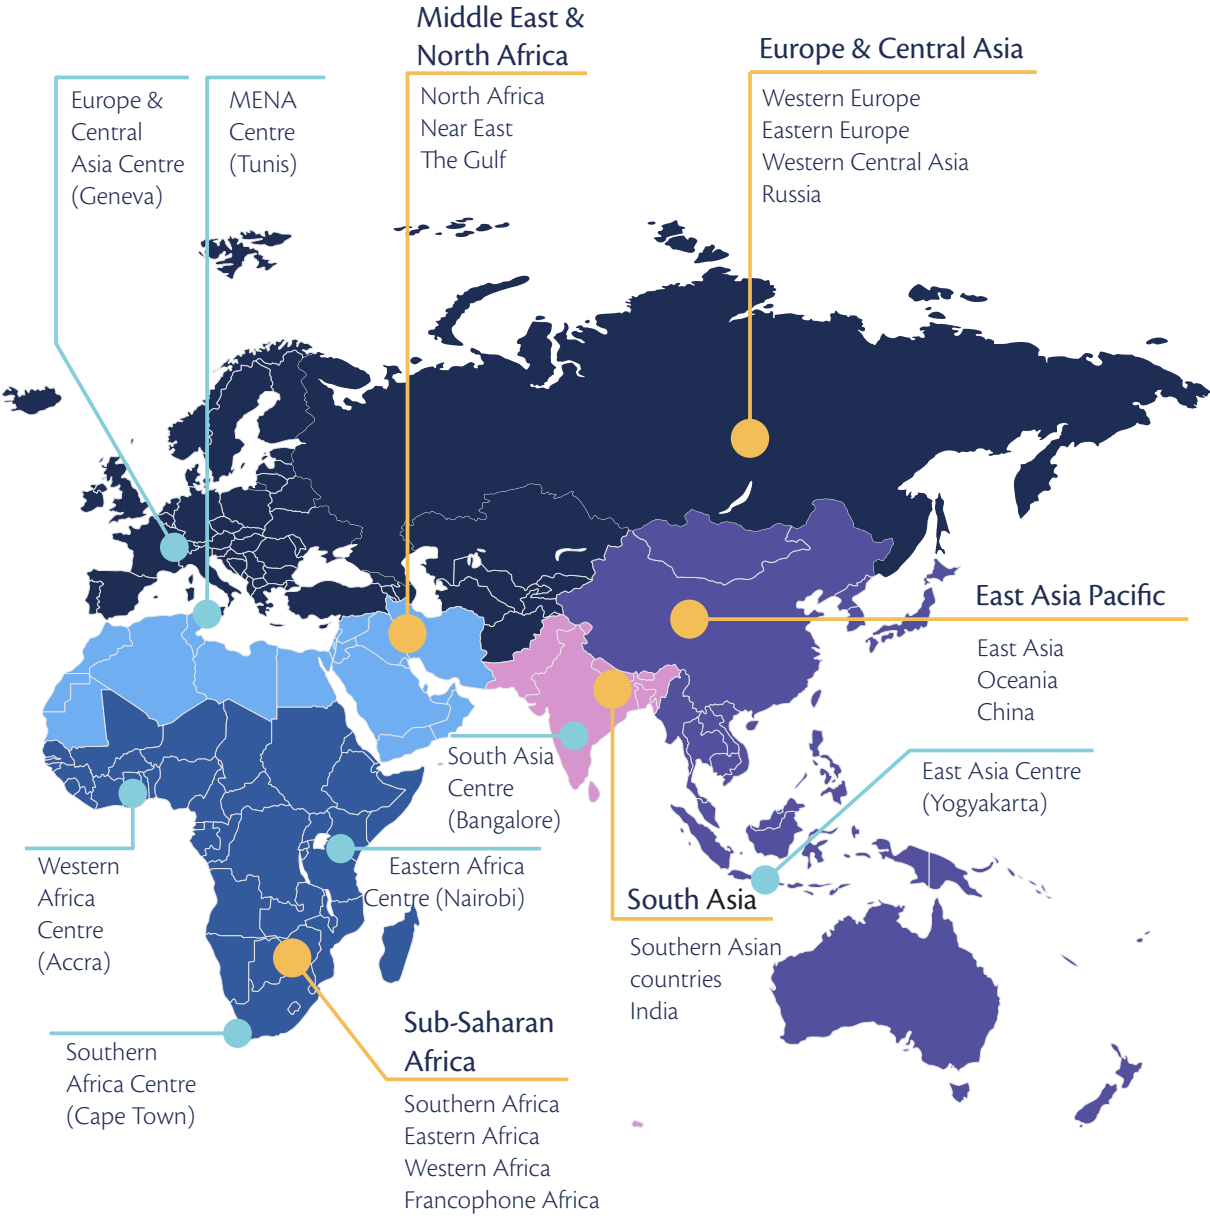 Middle East &
North Africa
North Africa
Near East
The Gulf
Europe & Central Asia
Western Europe
Eastern Europe
Western Central Asia
Russia
Europe &
Central
Asia Centre
(Geneva)
MENA
Centre
(Tunis)
East Asia Pacific
East Asia
Oceania
China
South Asia
Centre
(Bangalore)
East Asia Centre
(Yogyakarta)
Western
Africa
Centre
(Accra)
Eastern Africa
Centre (Nairobi)
South Asia
Southern Asian
countries
India
Southern
Africa Centre
(Cape Town)
Sub-Saharan
Africa
Southern Africa
Eastern Africa
Western Africa
Francophone Africa